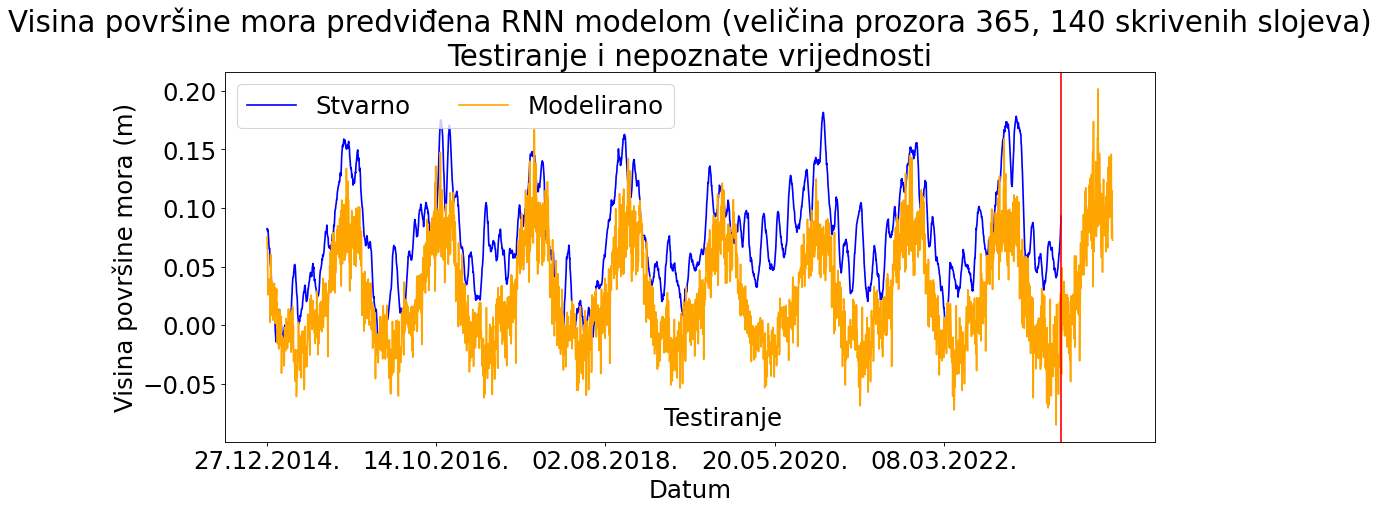 Visina površine mora predviđena RNN modelom (veličina prozora 365, 140 skrivenih slojeva)
Testiranje i nepoznate vrijednosti
Stvarno Modelirano
Visina površine mora (m)
0.20
0.15
0.10
0.05
0.00
−0.05
Testiranje
27.12.2014. 14.10.2016. 02.08.2018. 20.05.2020. 08.03.2022.
Datum